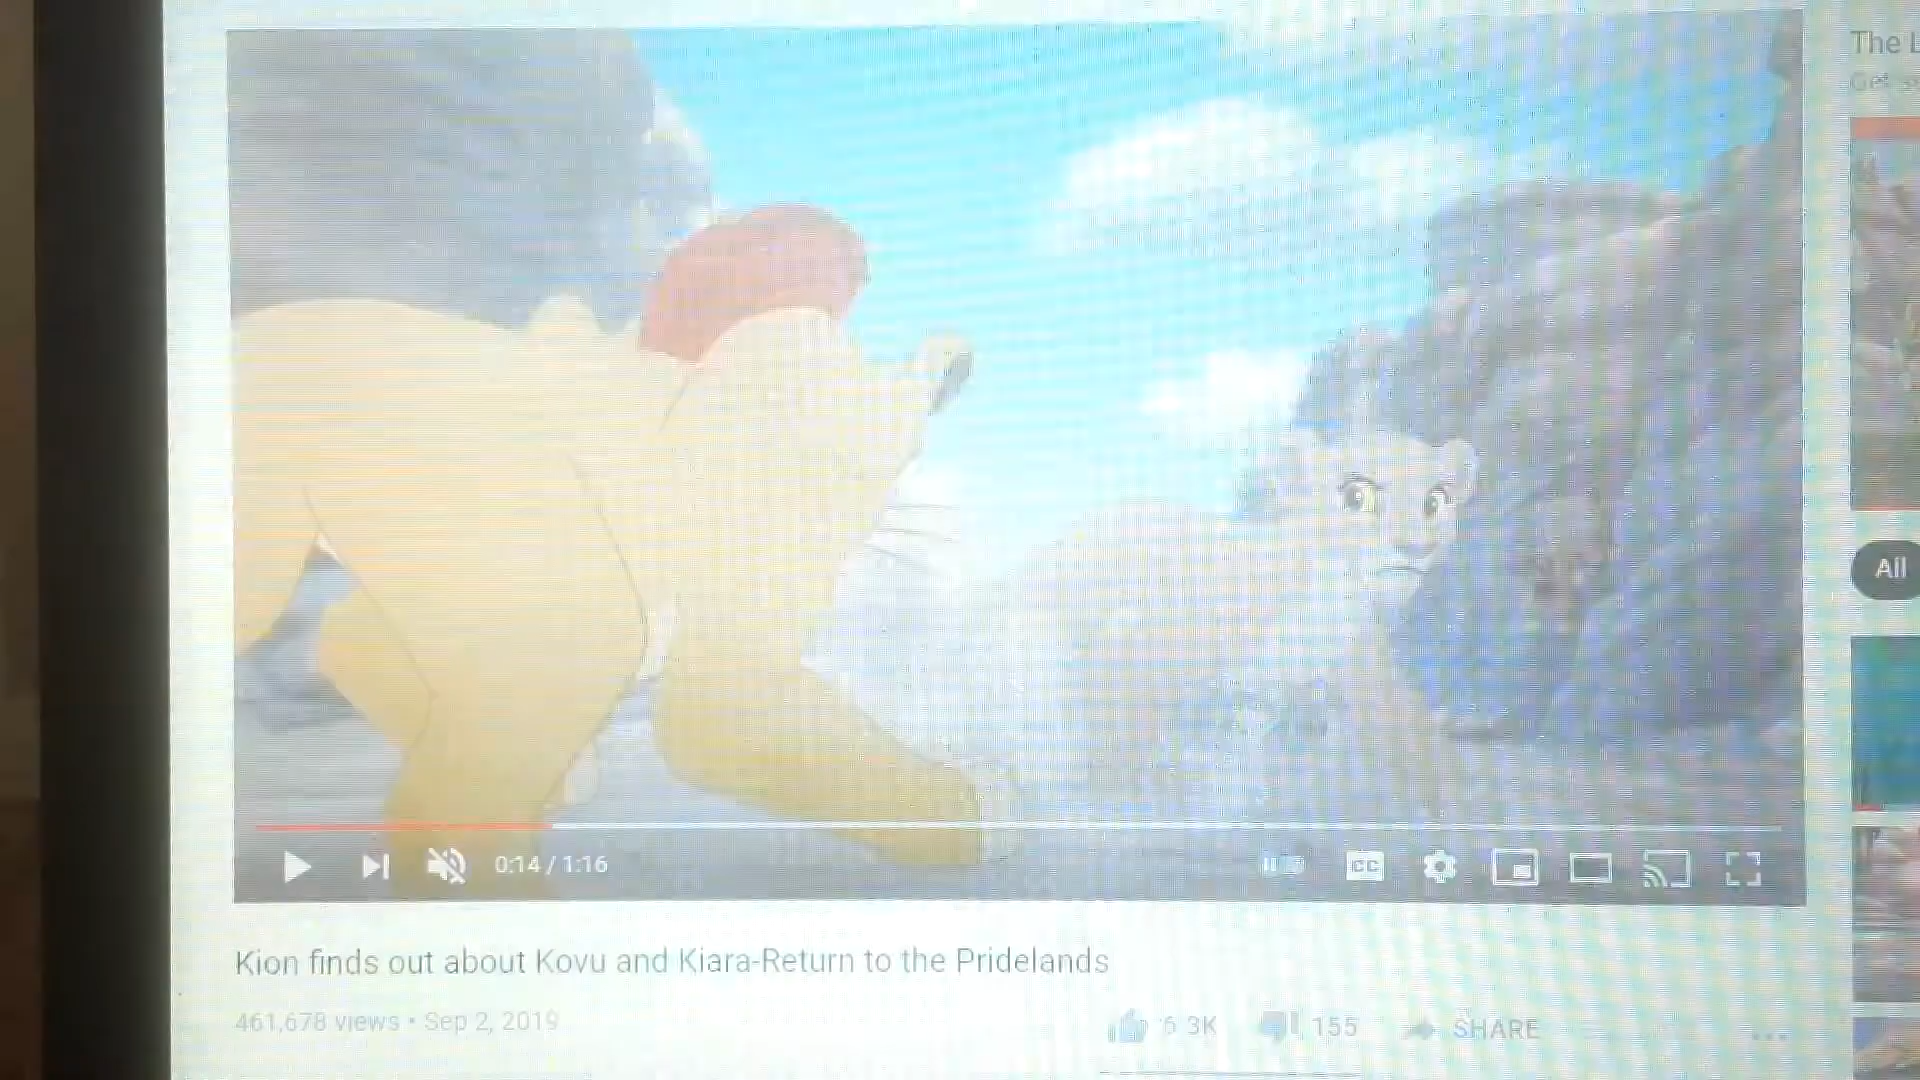 The L
Get
All
0:14 / 1:16
CC
Kion finds out about Kovu and Kiara-Return to the Pridelands
461,678 views • Sep 2, 2019
6.3K 155 SHARE